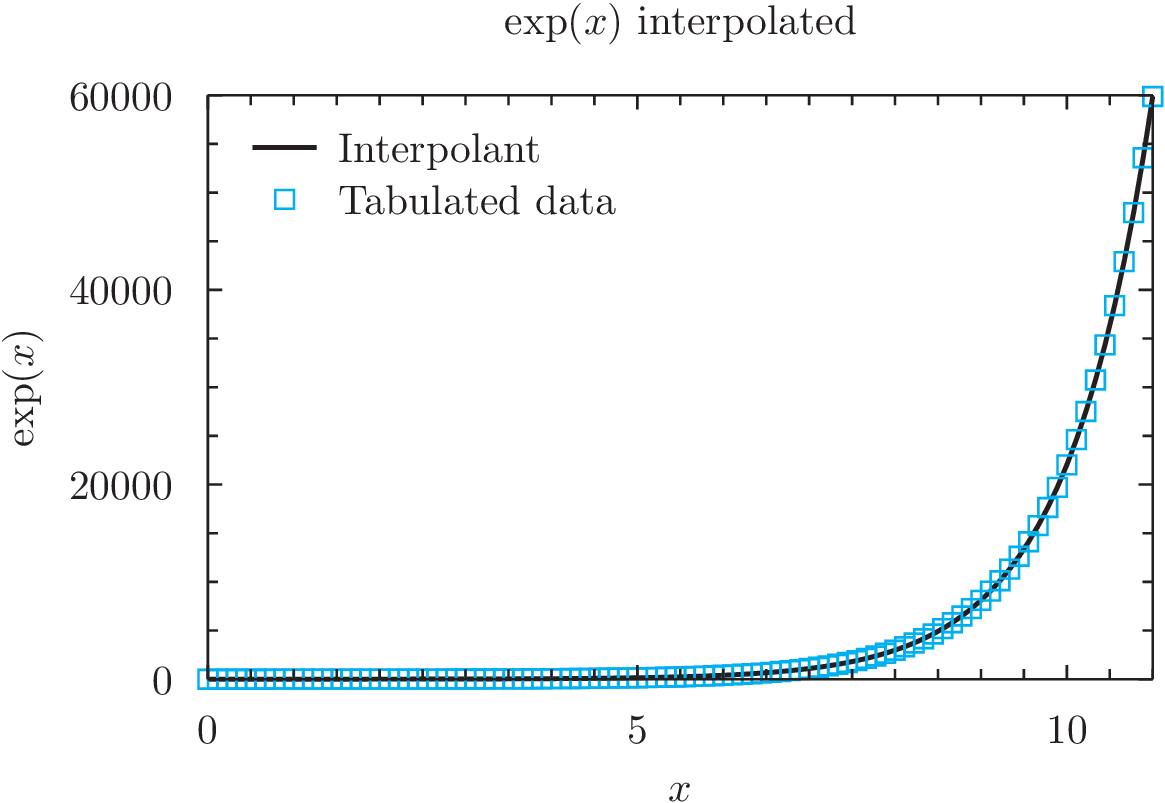 exp(x) interpolated
60000
40000
20000
0
exp(x)
Interpolant
Tabulated data
0 5 10
x